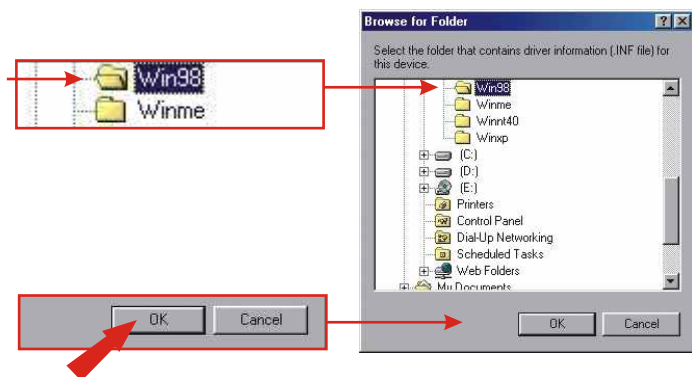 Win98
Winme
Browse for Folder
Select the folder that contains driver information (.INF file) for
this device.
Win98
Winme
Winnt40
Winxp
(C:)
(D:)
(E:)
Printers
Control Panel
Dial-Up Networking
Scheduled Tasks
Web Folders
My Documents
OK Cancel
OK Cancel